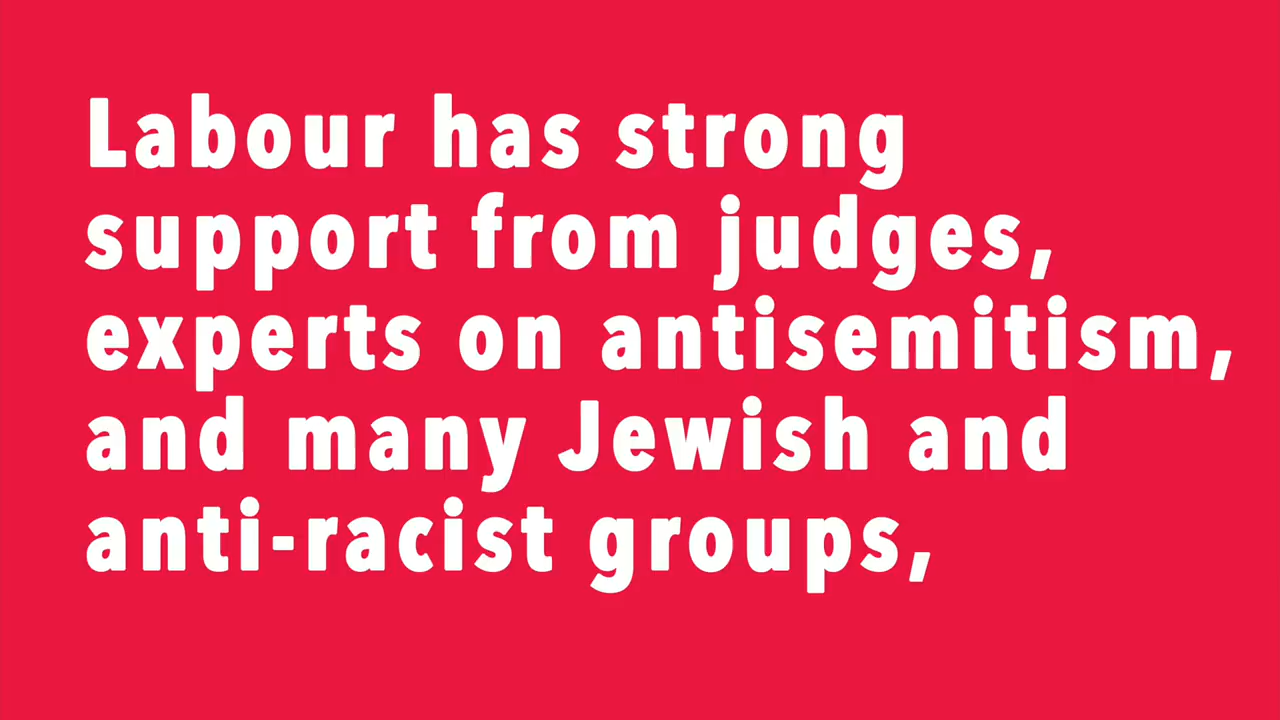 Labour has strong
support from judges,
experts on antisemitism,
and many Jewish and
anti-racist groups,